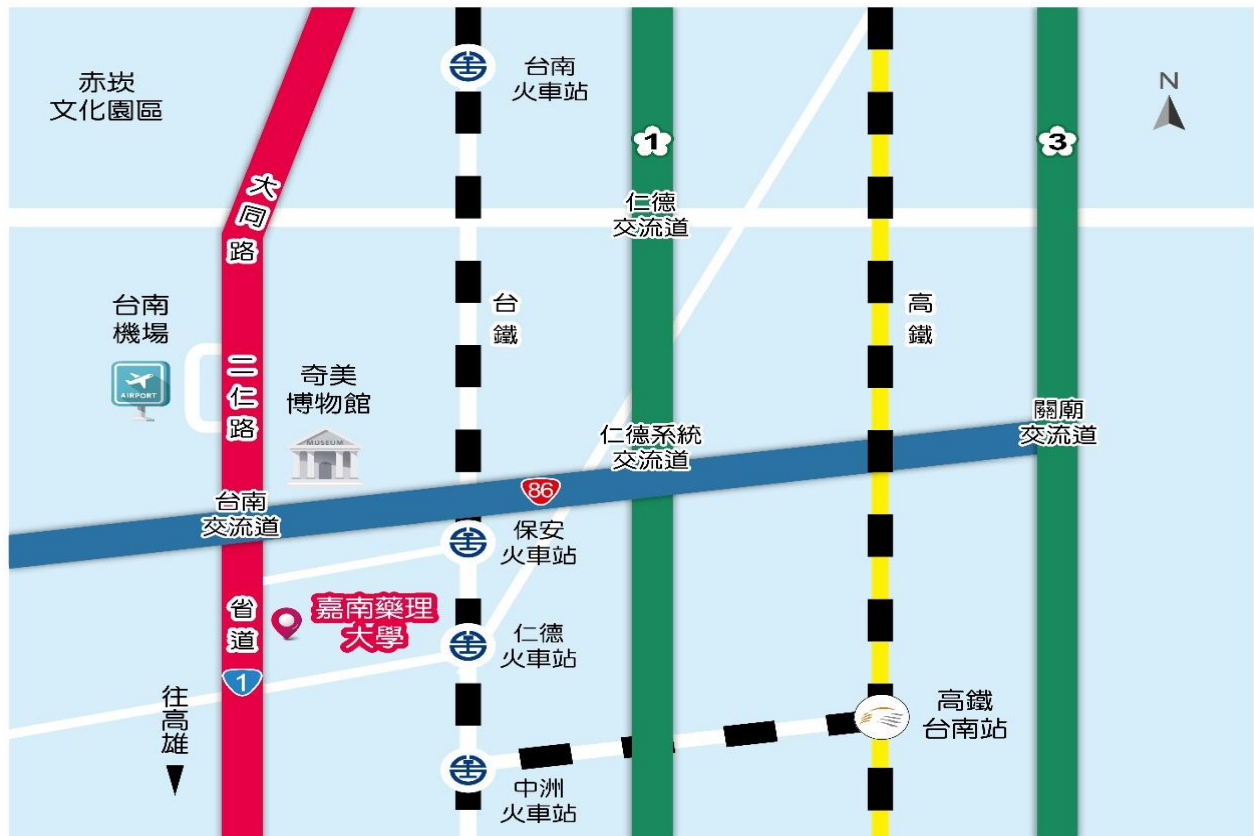 赤崁
文化園區
台南
火車站
N
1
3
大同路
仁德
交流道
台南
機場
AIRPORT
二仁路
奇美
博物館
MUSEUM
台鐵
高鐵
仁德系統
交流道
關廟
交流道
86
台南
交流道
保安
火車站
省道
1
嘉南藥理
大學
仁德
火車站
往高雄
高鐵
台南站
中洲
火車站